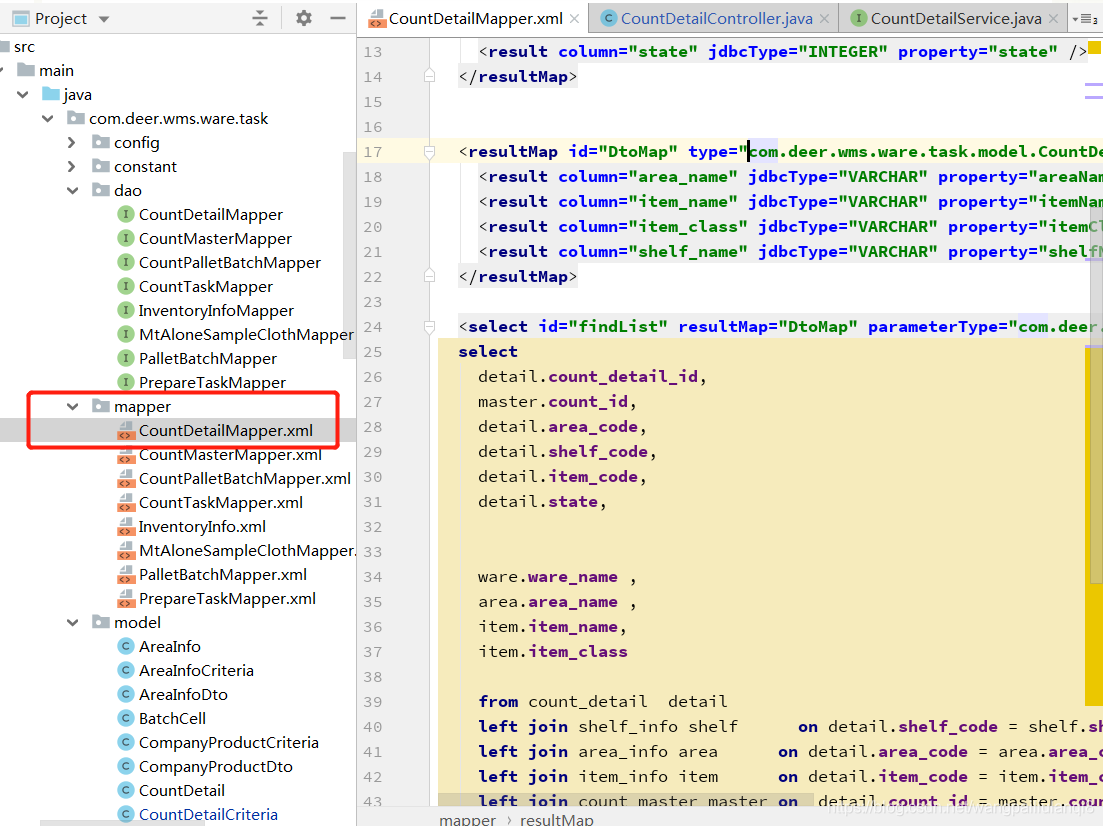 Project
CountDetailMapper.xml
CountDetailController.java
CountDetailService.java
3
src
main
java
com.deer.wms.ware.task
config
constant
dao
CountDetailMapper
CountMasterMapper
CountPalletBatchMapper
CountTaskMapper
InventoryInfoMapper
MtAloneSampleClothMapper
PalletBatchMapper
PrepareTaskMapper
mapper
CountDetailMapper.xml
CountMasterMapper.xml
CountPalletBatchMapper.xml
CountTaskMapper.xml
InventoryInfo.xml
MtAloneSampleClothMapper.
PalletBatchMapper.xml
PrepareTaskMapper.xml
model
AreaInfo
AreaInfoCriteria
AreaInfoDto
BatchCell
CompanyProductCriteria
CompanyProductDto
CountDetail
CountDetailCriteria
13 <result column="state" jdbcType="INTEGER" property="state" />
14 </resultMap>
15
16
17 <resultMap id="DtoMap" type="com.deer.wms.ware.task.model.CountDe
18 <result column="area_name" jdbcType="VARCHAR" property="areaNam
19 <result column="item_name" jdbcType="VARCHAR" property="itemNam
20 <result column="item_class" jdbcType="VARCHAR" property="itemCl
21 <result column="shelf_name" jdbcType="VARCHAR" property="shelfN
22 </resultMap>
23
24 <select id="findList" resultMap="DtoMap" parameterType="com.deer.
25 select
26 detail.count_detail_id,
27 master.count_id,
28 detail.area_code,
29 detail.shelf_code,
30 detail.item_code,
31 detail.state,
32
33
34 ware.ware_name ,
35 area.area_name ,
36 item.item_name,
37 item.item_class
38
39 from count_detail detail
40 left join shelf_info shelf on detail.shelf_code = shelf.sh
41 left join area_info area on detail.area_code = area.area_c
42 left join item_info item on detail.item_code = item.item_c
43 left join count_master master on detail.count_id = master
mapper › resultMap